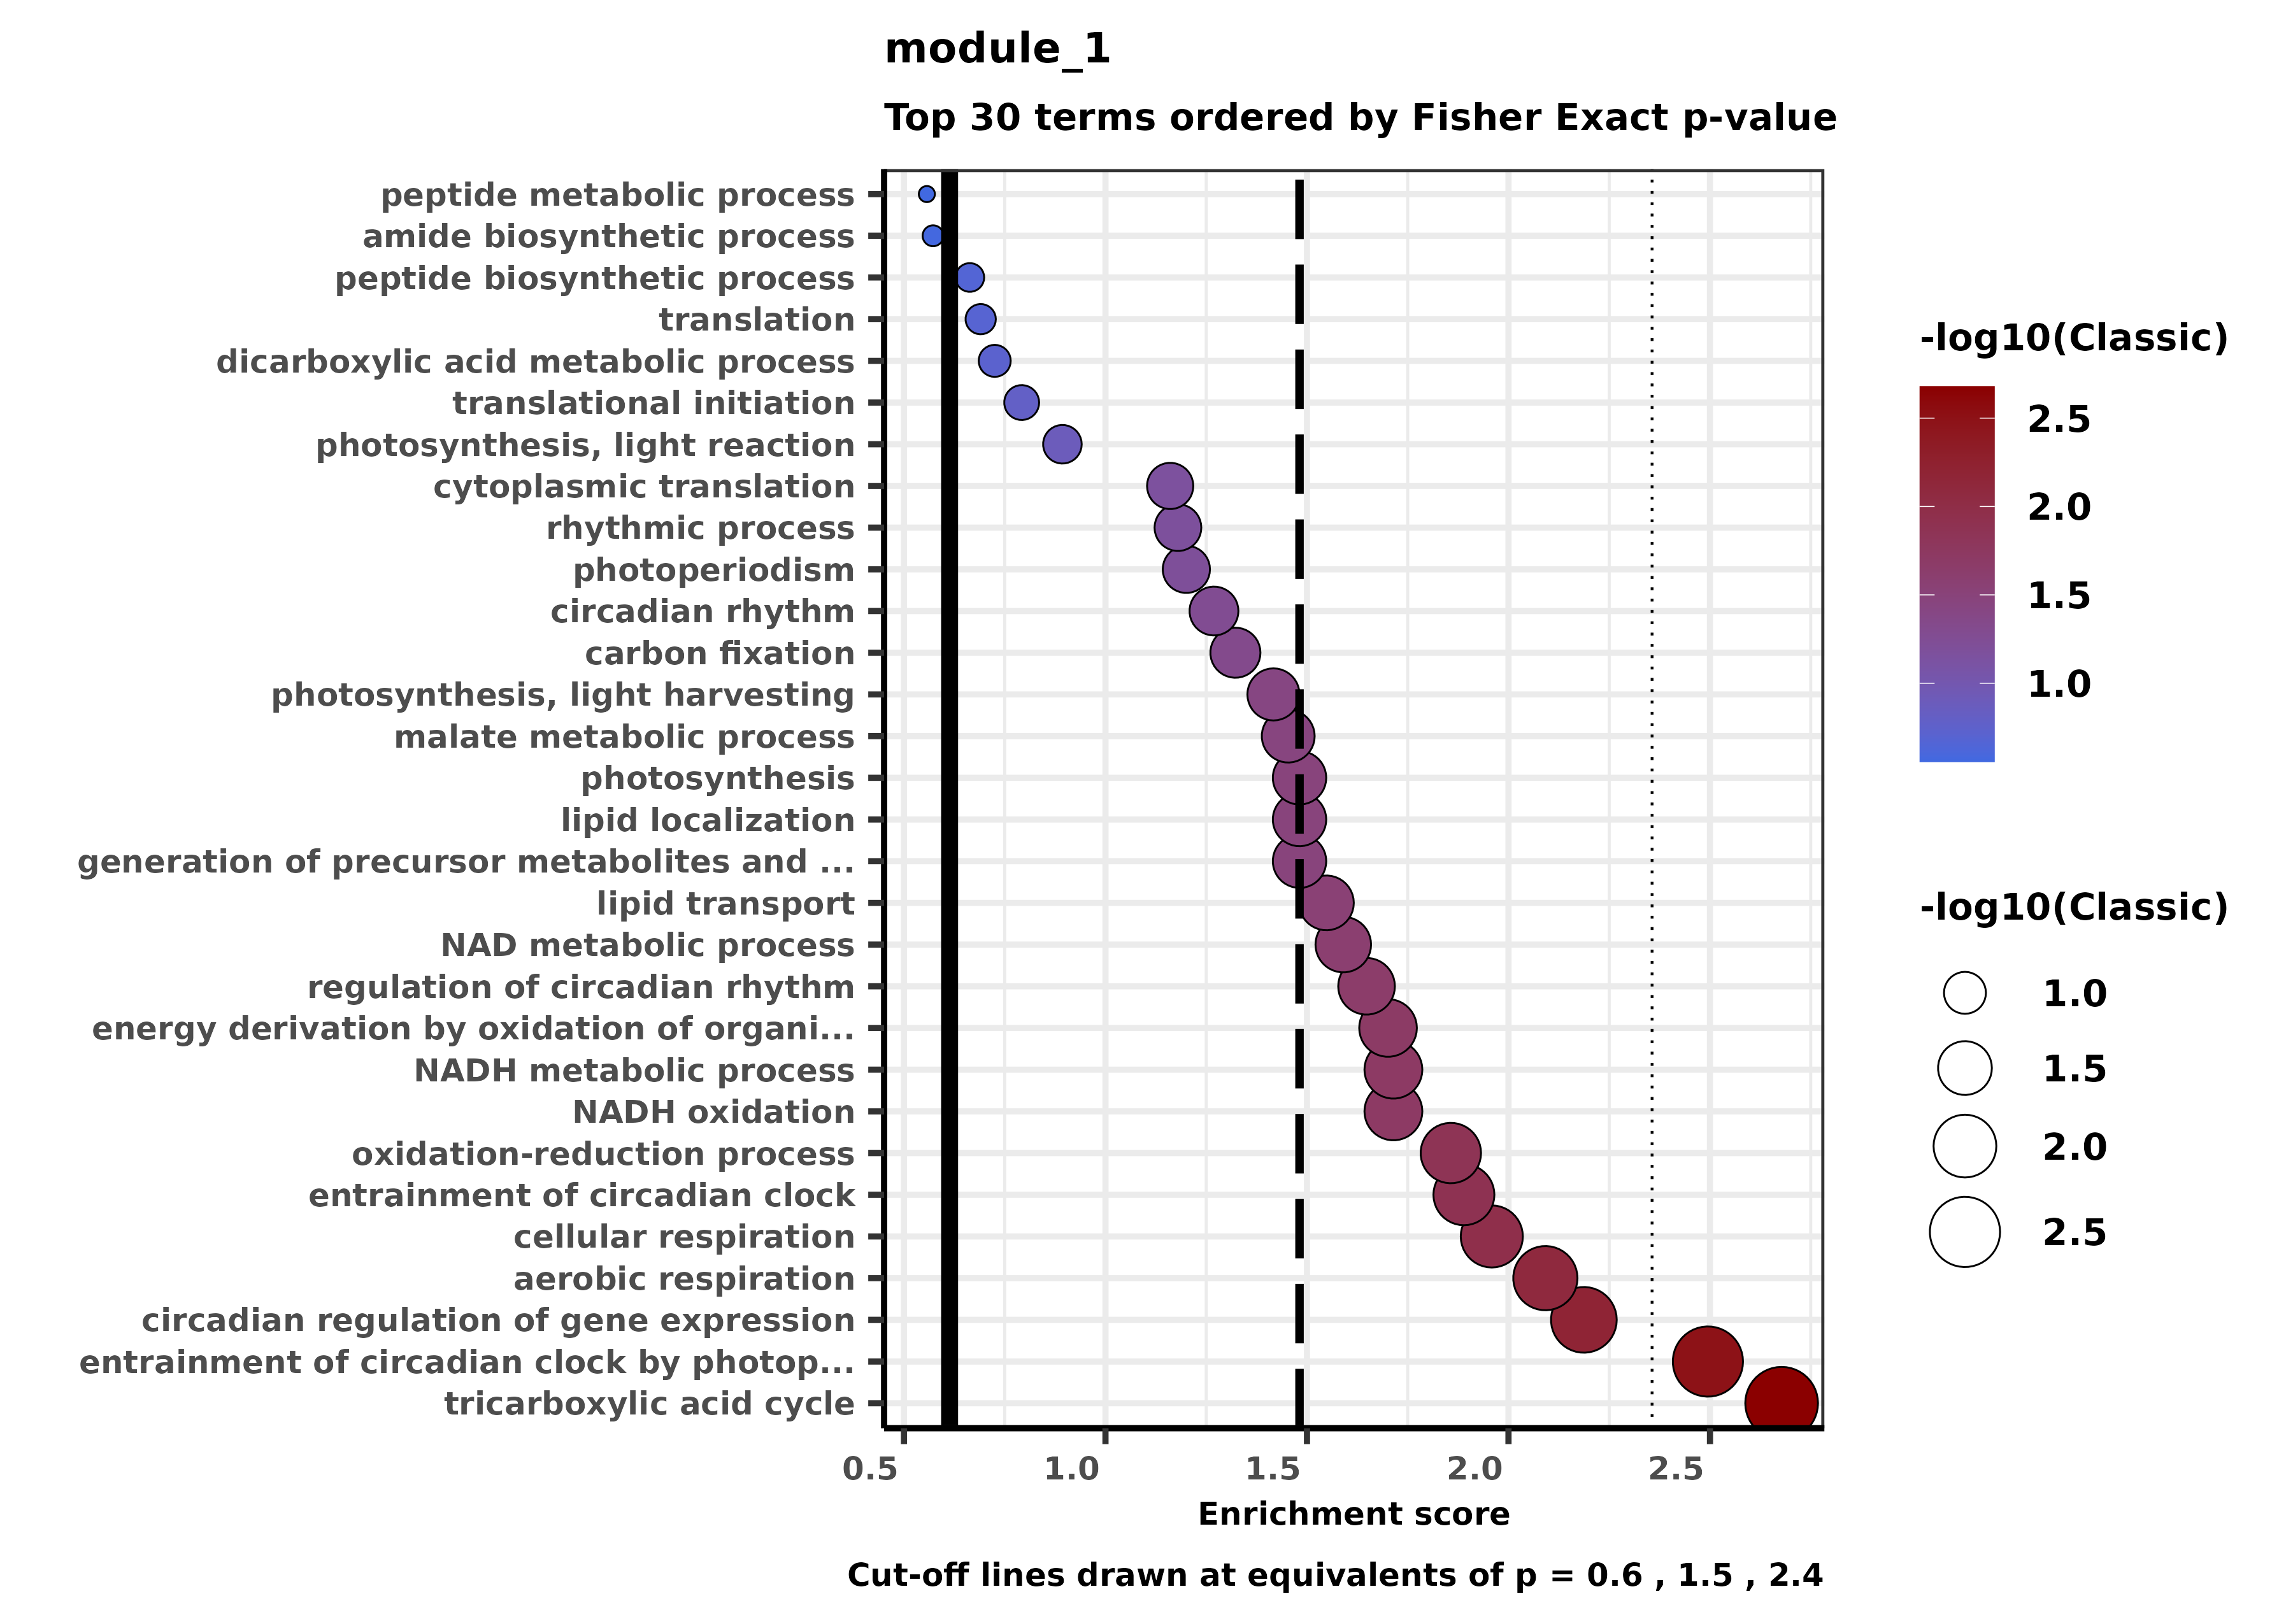 module_1
Top 30 terms ordered by Fisher Exact p-value
peptide metabolic process
amide biosynthetic process
peptide biosynthetic process
translation
dicarboxylic acid metabolic process
translational initiation
photosynthesis, light reaction
cytoplasmic translation
rhythmic process
photoperiodism
circadian rhythm
carbon fixation
photosynthesis, light harvesting
malate metabolic process
photosynthesis
lipid localization
generation of precursor metabolites and ...
lipid transport
NAD metabolic process
regulation of circadian rhythm
energy derivation by oxidation of organi...
NADH metabolic process
NADH oxidation
oxidation-reduction process
entrainment of circadian clock
cellular respiration
aerobic respiration
circadian regulation of gene expression
entrainment of circadian clock by photop...
tricarboxylic acid cycle
0.5 1.0 1.5 2.0 2.5
Enrichment score
Cut-off lines drawn at equivalents of p = 0.6 , 1.5 , 2.4
-log10(Classic)
2.5
2.0
1.5
1.0
-log10(Classic)
1.0
1.5
2.0
2.5